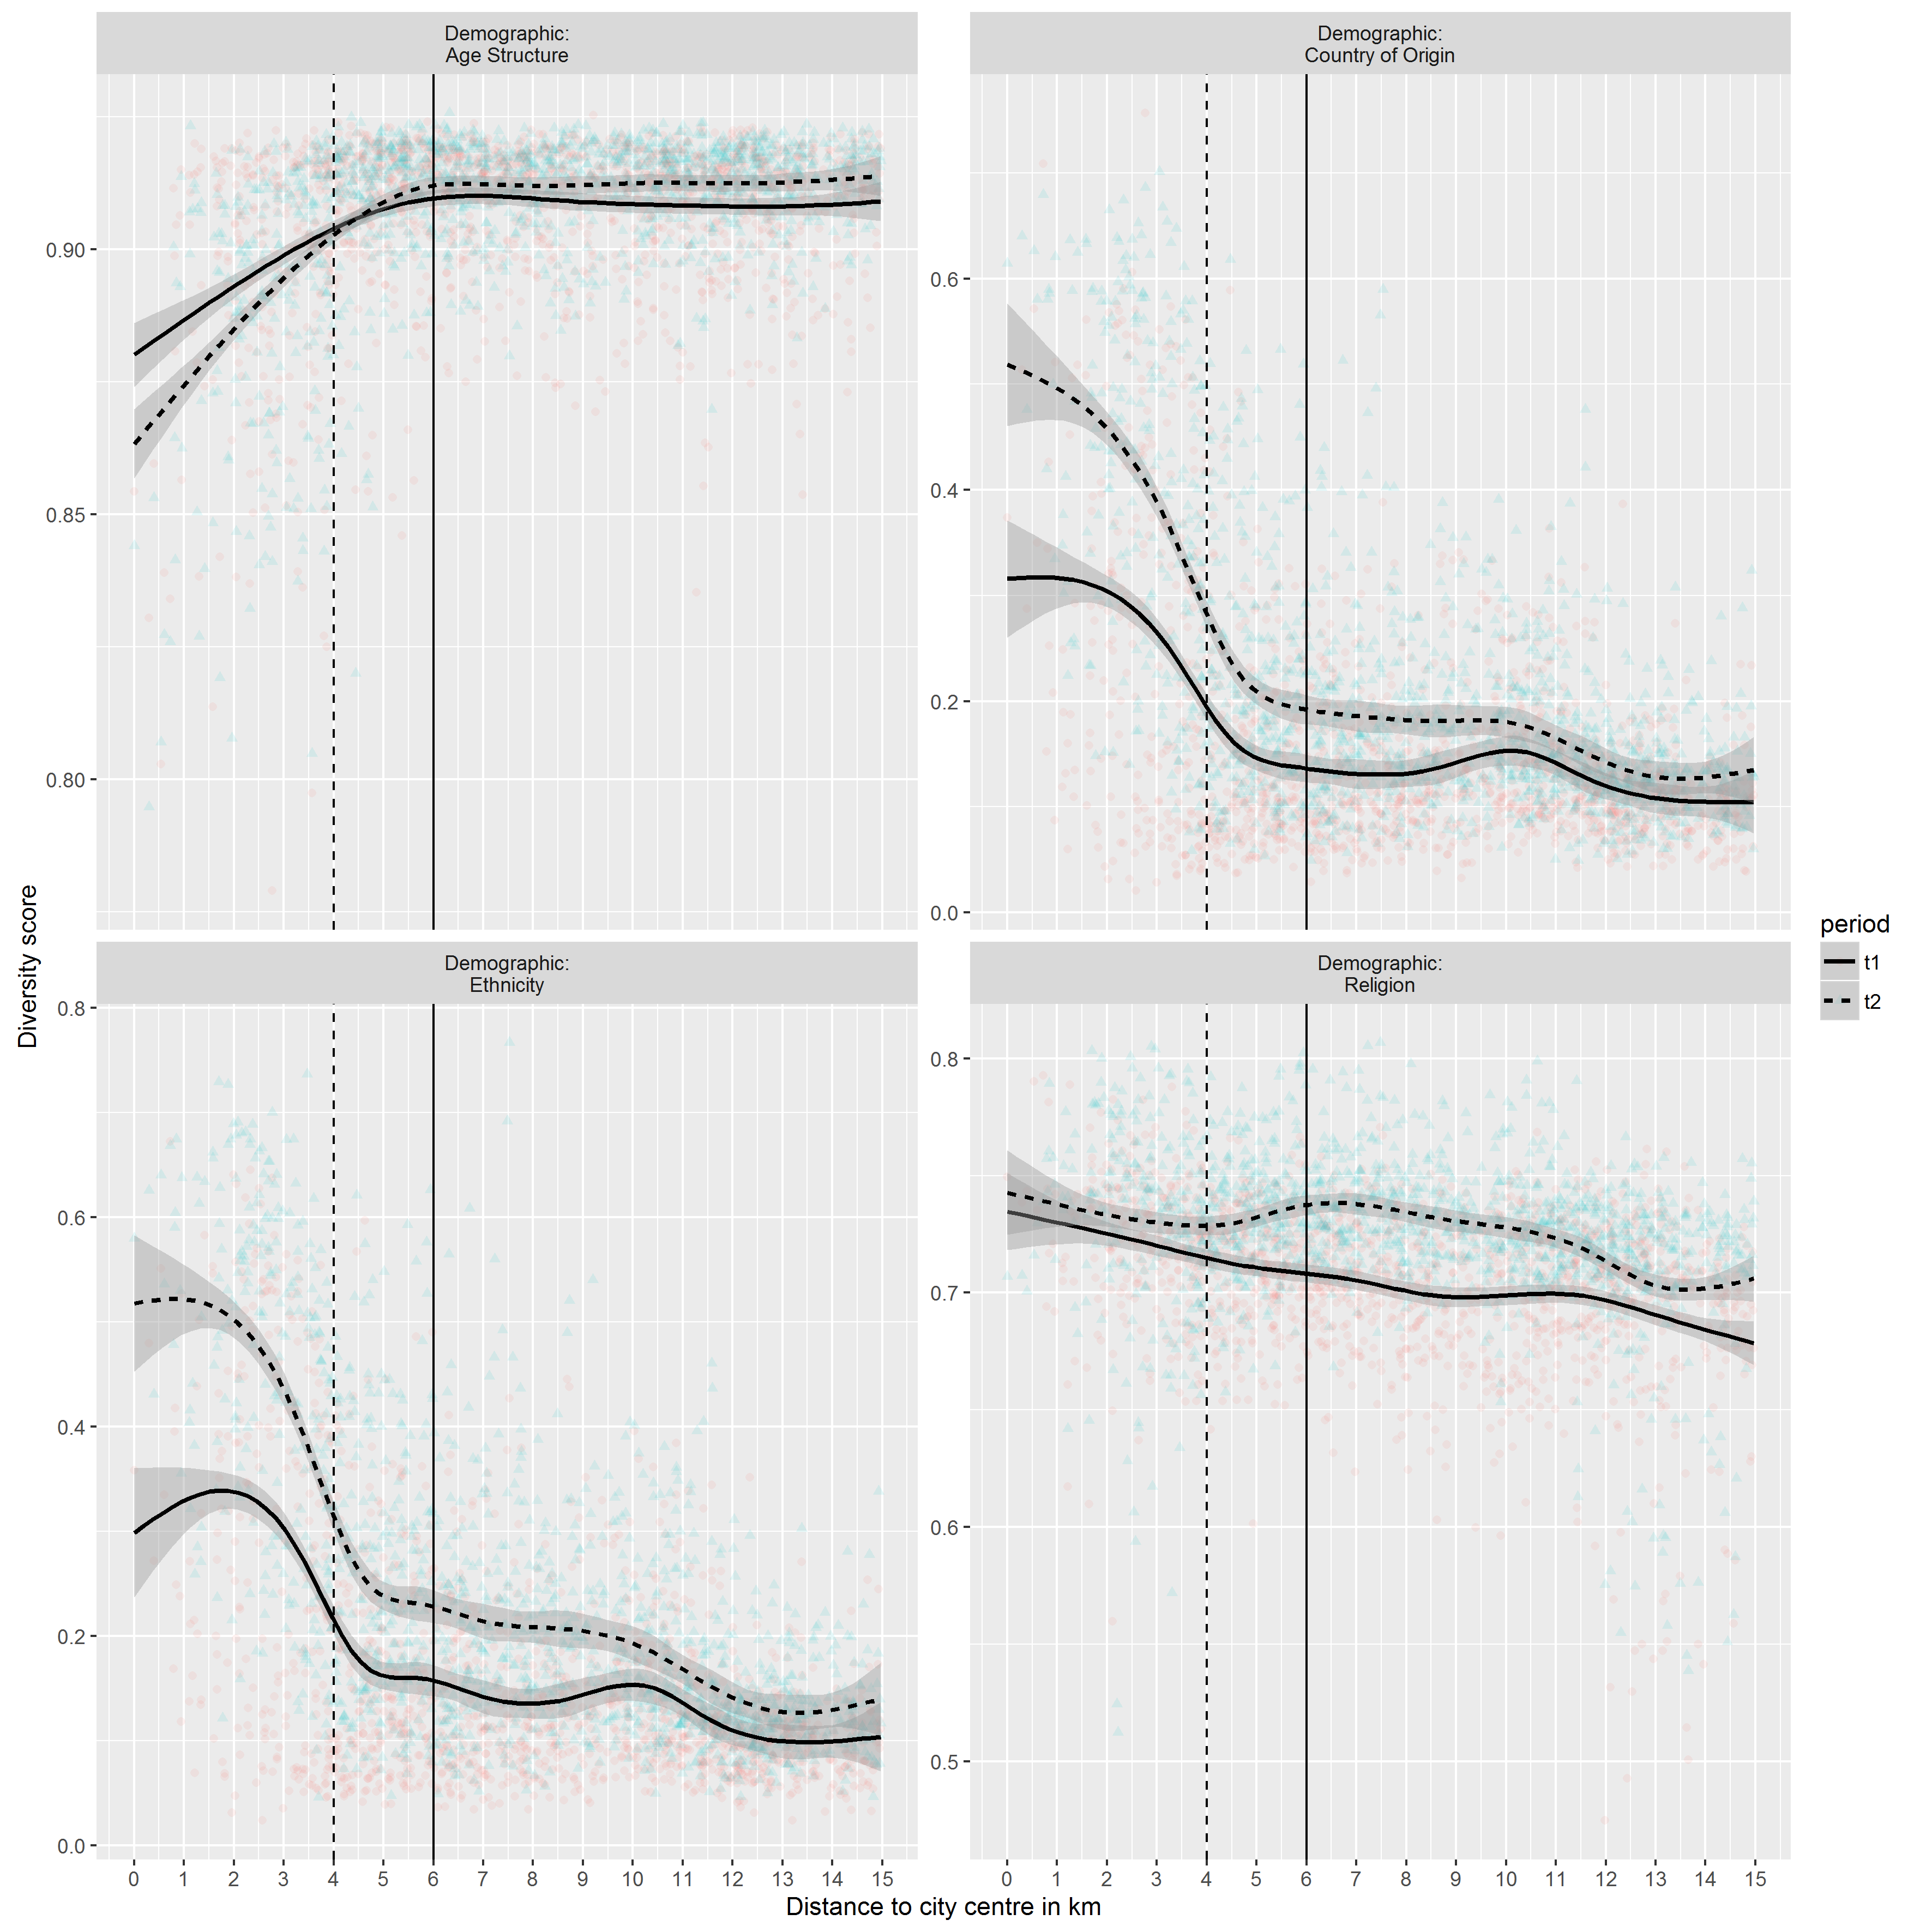 Demographic:
Age Structure
Demographic:
Country of Origin
0.90
0.85
0.80
0.6
0.4
0.2
0.0
Diversity score
Demographic:
Ethnicity
Demographic:
Religion
0.8
0.6
0.4
0.2
0.0
0.8
0.7
0.6
0.5
0 1 2 3 4 5 6 7 8 9 10 11 12 13 14 15
0 1 2 3 4 5 6 7 8 9 10 11 12 13 14 15
Distance to city centre in km
period
t1
t2